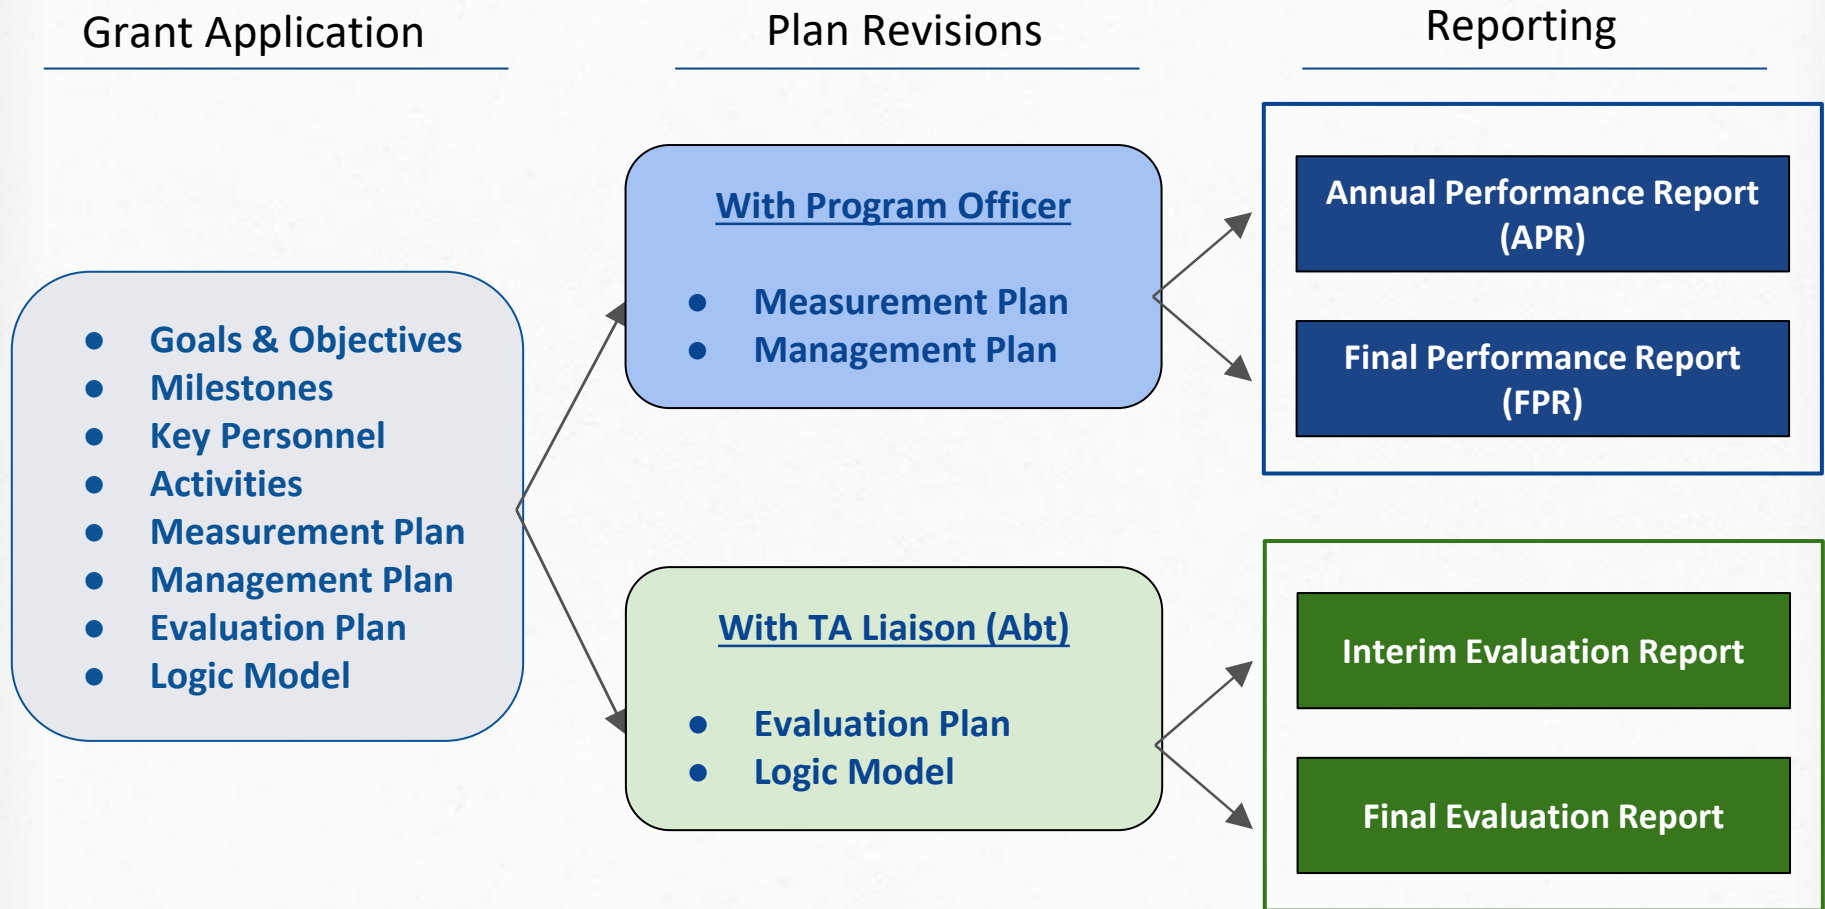 Grant Application
Plan Revisions
Reporting
● Goals & Objectives
● Milestones
● Key Personnel
● Activities
● Measurement Plan
● Management Plan
● Evaluation Plan
● Logic Model
With Program Officer
● Measurement Plan
● Management Plan
With TA Liaison (Abt)
● Evaluation Plan
● Logic Model
Annual Performance Report
(APR)
Final Performance Report
(FPR)
Interim Evaluation Report
Final Evaluation Report